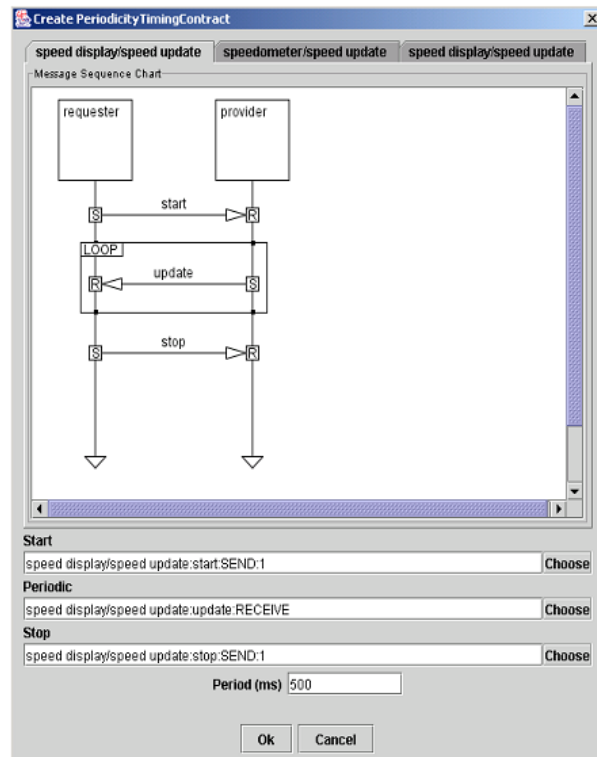 Create PeriodicityTimingContract
speed display/speed update speedometer/speed update speed display/speed update
Message Sequence Chart
requester provider
S start R
LOOP
R update S
S stop R
Start
speed display/speed update:start:SEND:1 Choose
Periodic
speed display/speed update:update:RECEIVE Choose
Stop
speed display/speed update:stop:SEND:1 Choose
Period (ms) 500
Ok Cancel